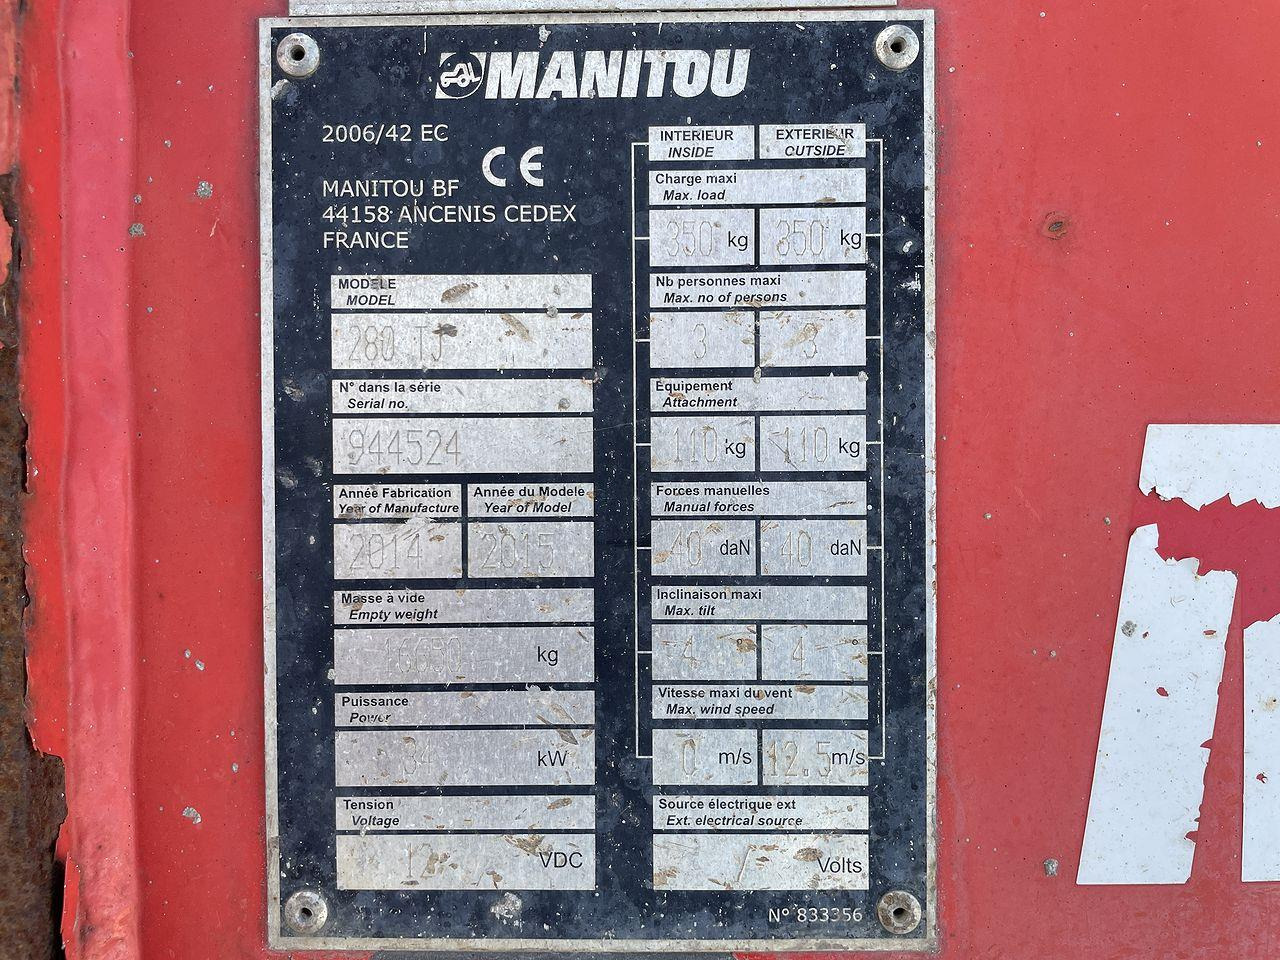 MANITOU
2006/42 EC
CE
MANITOU BF
44158 ANCENIS CEDEX
FRANCE
MODELE
MODEL
280 TJ
N° dans la série
Serial no.
944524
Année Fabrication
Year of Manufacture
Année du Modele
Year of Model
2014
2015
Masse à vide
Empty weight
16650 kg
Puissance
Power
34 kW
Tension
Voltage
12 VDC
INTERIEUR
INSIDE
EXTERIEUR
OUTSIDE
Charge maxi
Max. load
350 kg
350 kg
Nb personnes maxi
Max. no of persons
3
3
Equipement
Attachment
110 kg
110 kg
Forces manuelles
Manual forces
40 daN
40 daN
Inclinaison maxi
Max. tilt
4 °
4 °
Vitesse maxi du vent
Max. wind speed
0 m/s
12.5 m/s
Source électrique ext
Ext. electrical source
/ Volts
N° 833356